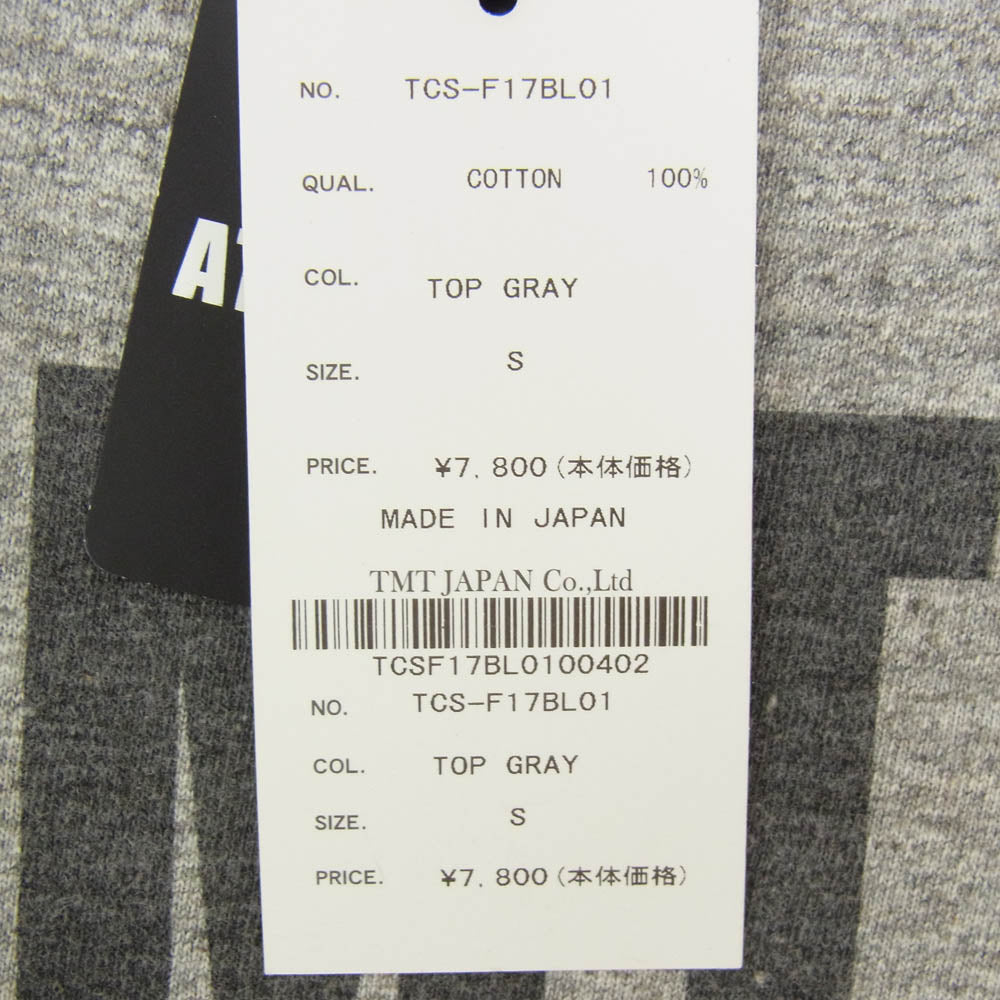 NO. TCS-F17BL01
QUAL. COTTON 100%
COL. TOP GRAY
SIZE. S
PRICE. ¥7,800(本体価格)
MADE IN JAPAN
TMT JAPAN Co.,Ltd
TCSF17BL0100402
NO. TCS-F17BL01
COL. TOP GRAY
SIZE. S
PRICE. ¥7,800(本体価格)